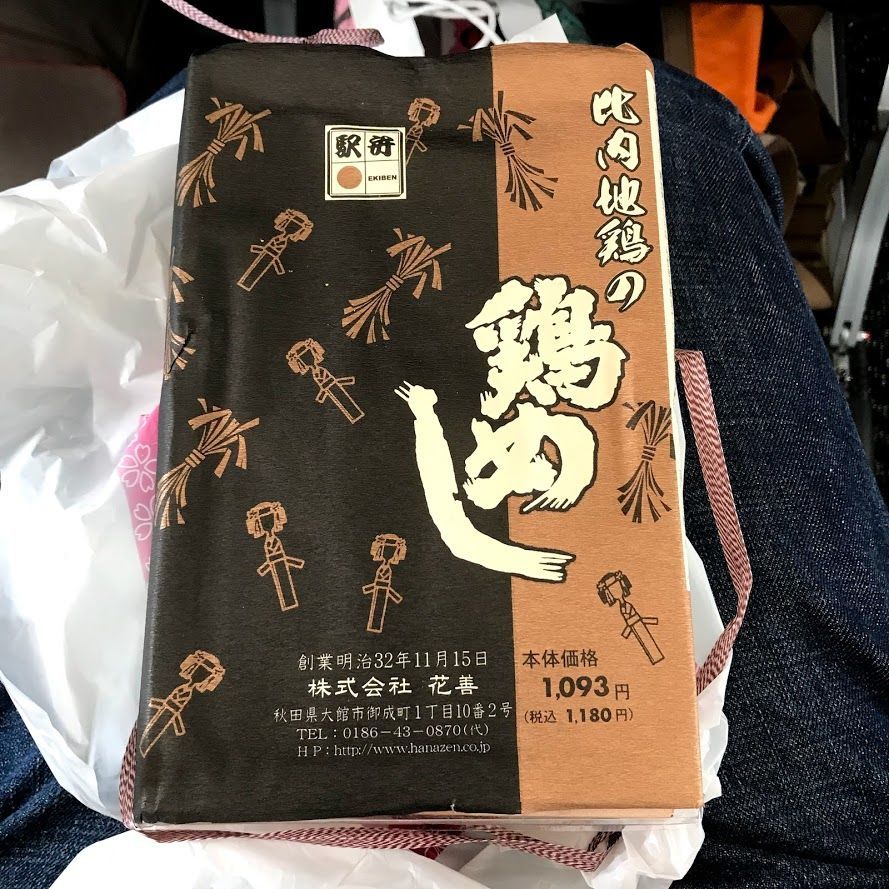 駅弁
EKIBEN
比内地鶏の
鶏めし
創業明治32年11月15日
株式会社 花善
秋田県大館市御成町1丁目10番2号
TEL:0186-43-0870(代)
HP:http://www.hanazen.co.jp
本体価格
1,093円
(税込 1,180円)